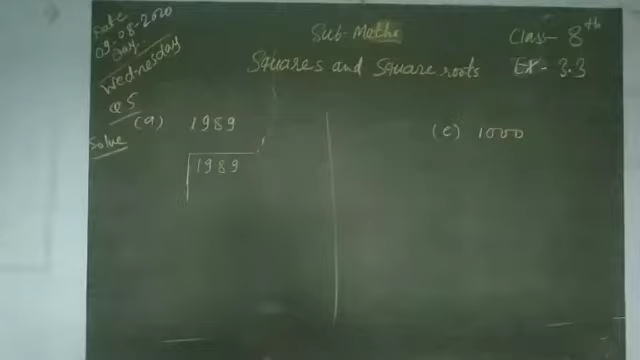 Date
09-08-2020
Day
Wednesday
Sub-Maths
Class- 8th
Squares and Square roots
Ex- 3.3
Q5
(a) 1989
Solve
1989
(e) 1000